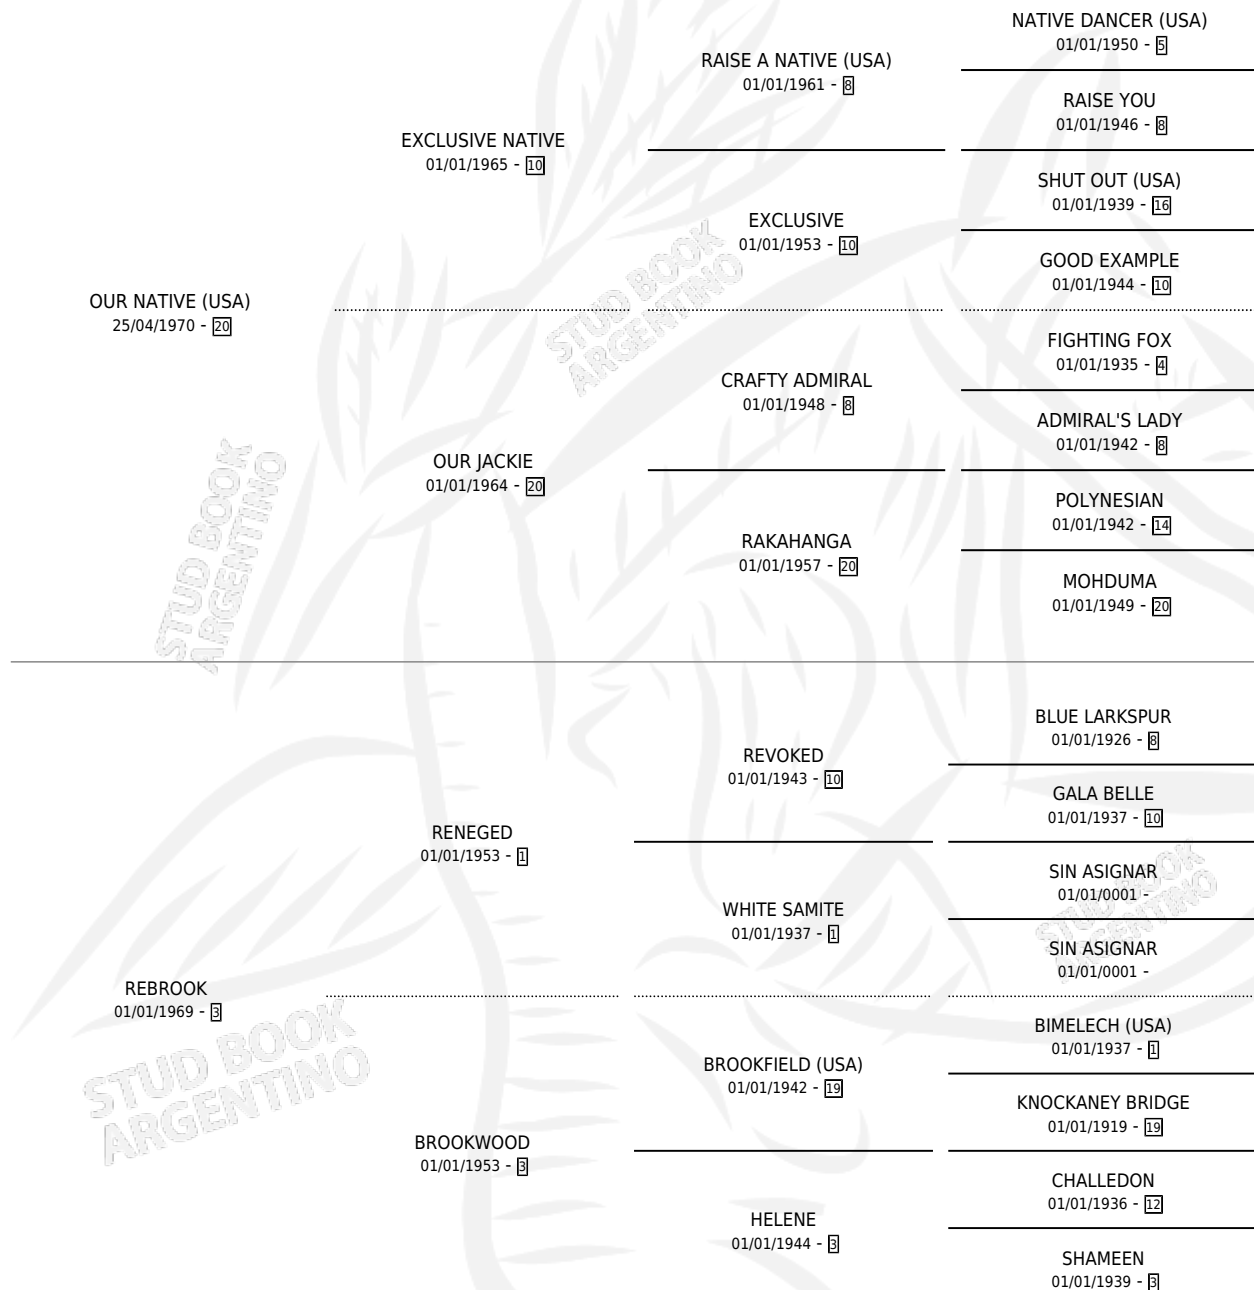 NATIVE DANCER (USA)
01/01/1950 - 5
RAISE A NATIVE (USA)
01/01/1961 - 8
RAISE YOU
01/01/1946 - 8
EXCLUSIVE NATIVE
01/01/1965 - 10
SHUT OUT (USA)
01/01/1939 - 16
EXCLUSIVE
01/01/1953 - 10
GOOD EXAMPLE
01/01/1944 - 10
OUR NATIVE (USA)
25/04/1970 - 20
FIGHTING FOX
01/01/1935 - 4
CRAFTY ADMIRAL
01/01/1948 - 8
ADMIRAL'S LADY
01/01/1942 - 8
OUR JACKIE
01/01/1964 - 20
POLYNESIAN
01/01/1942 - 14
RAKAHANGA
01/01/1957 - 20
MOHDUMA
01/01/1949 - 20
BLUE LARKSPUR
01/01/1926 - 8
REVOKED
01/01/1943 - 10
GALA BELLE
01/01/1937 - 10
RENEGED
01/01/1953 - 1
SIN ASIGNAR
01/01/0001 -
WHITE SAMITE
01/01/1937 - 1
SIN ASIGNAR
01/01/0001 -
REBROOK
01/01/1969 - 3
BIMELECH (USA)
01/01/1937 - 1
BROOKFIELD (USA)
01/01/1942 - 19
KNOCKANEY BRIDGE
01/01/1919 - 19
BROOKWOOD
01/01/1953 - 3
CHALLEDON
01/01/1936 - 12
HELENE
01/01/1944 - 3
SHAMEEN
01/01/1939 - 3
STUD BOOK
ARGENTINO
STUD BOOK
ARGENTINO
STUD BOOK
ARGENTINO
STUD BOOK
ARGENTINO